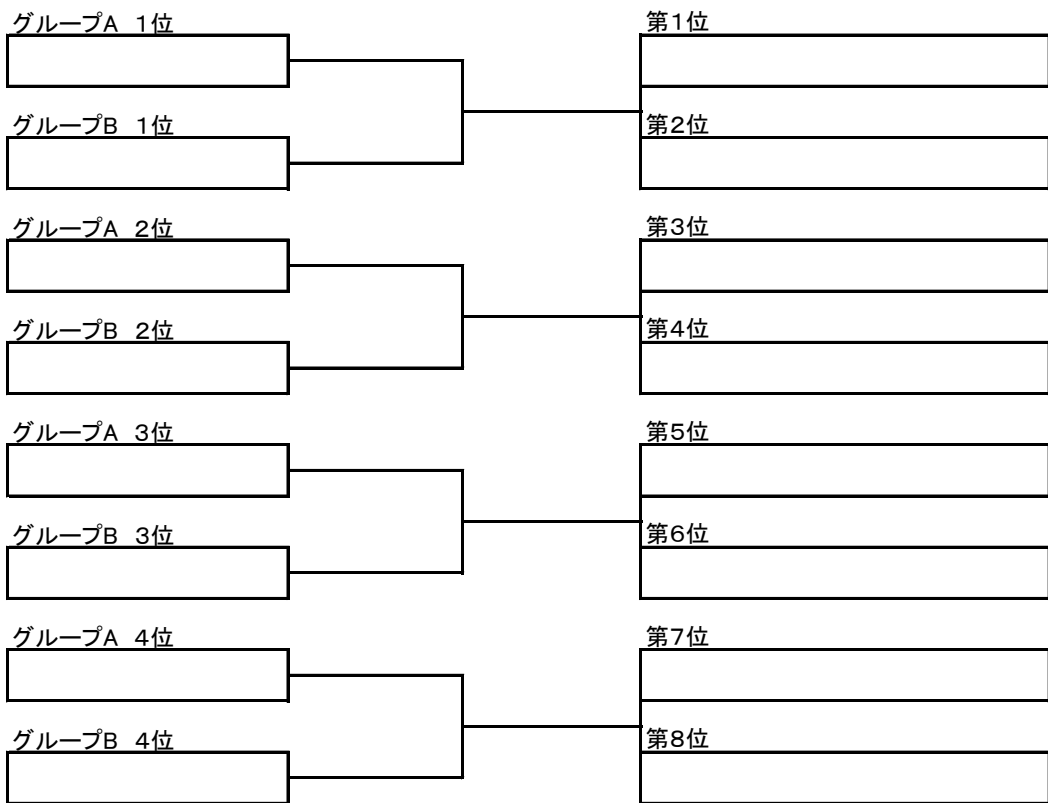 グループA　1位
第1位
グループB　1位
第2位
グループA　2位
第3位
グループB　2位
第4位
グループA　3位
第5位
グループB　3位
第6位
グループA　4位
第7位
グループB　4位
第8位